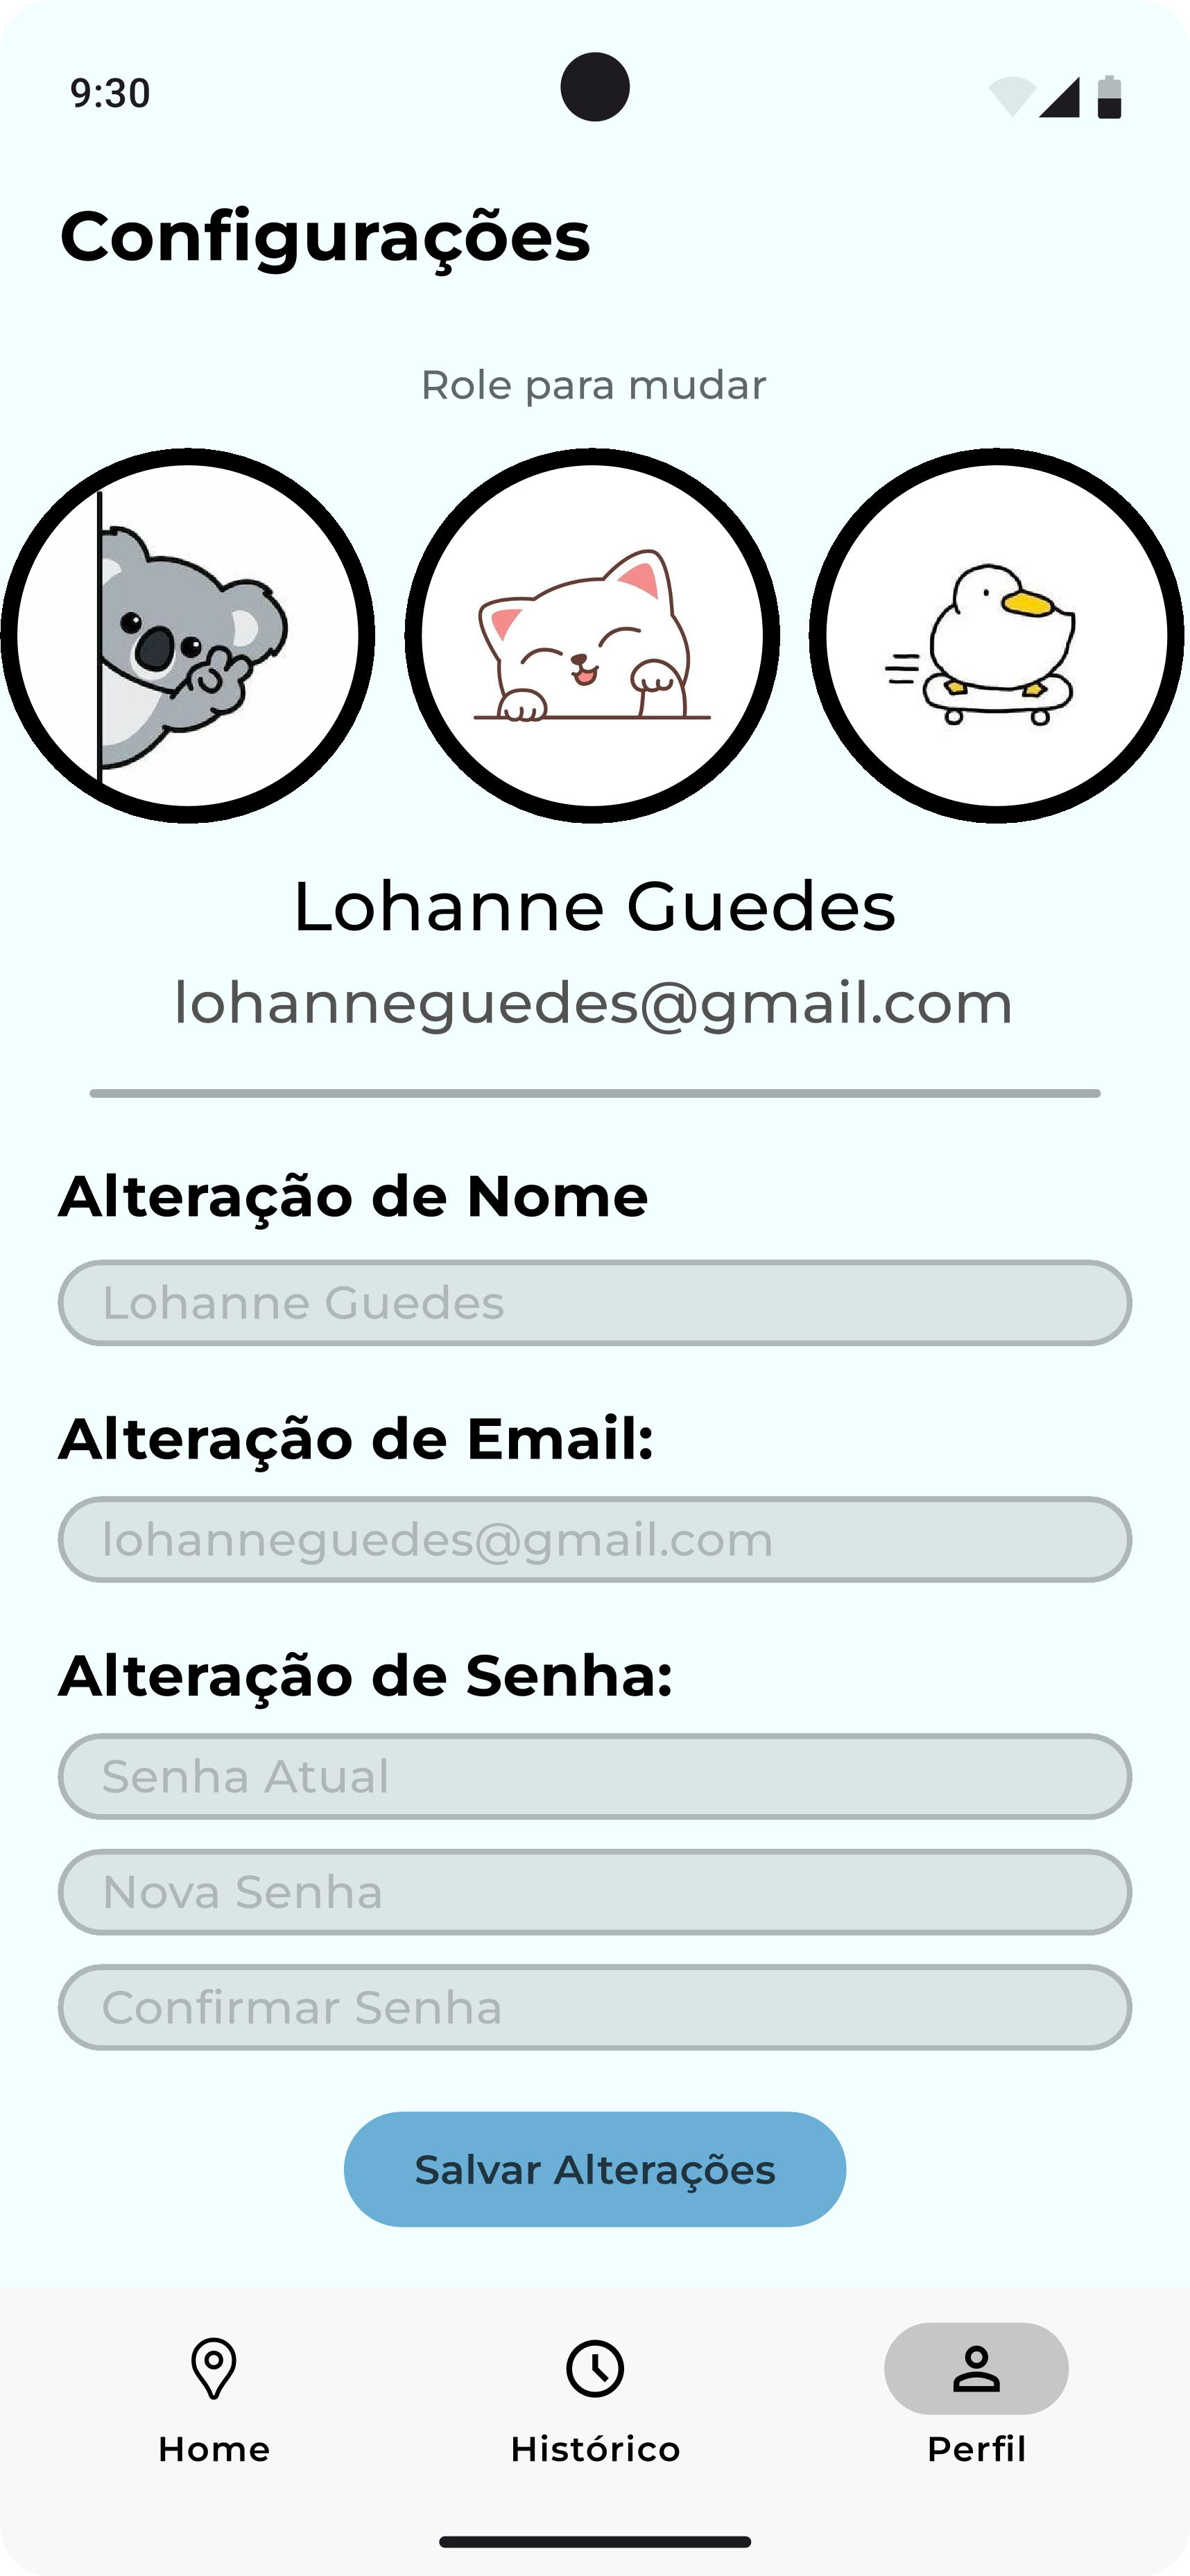 9:30
Configurações
Role para mudar
Lohanne Guedes
lohanneguedes@gmail.com
Alteração de Nome
Lohanne Guedes
Alteração de Email:
lohanneguedes@gmail.com
Alteração de Senha:
Senha Atual
Nova Senha
Confirmar Senha
Salvar Alterações
Home Histórico Perfil